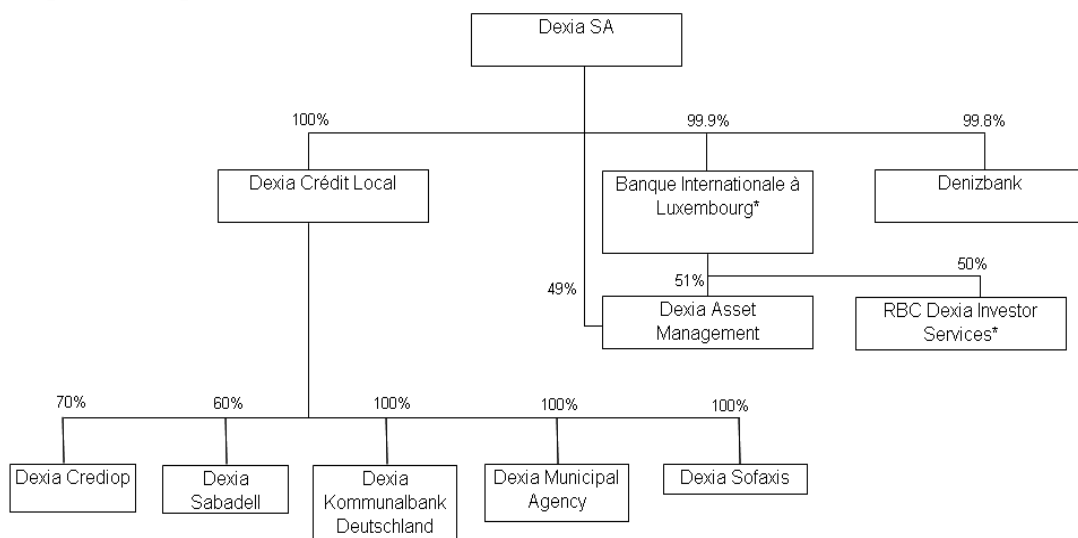 Dexia SA
100%
99.9%
99.8%
Dexia Crédit Local
Banque Internationale à
Luxembourg*
Denizbank
49%
51%
50%
Dexia Asset
Management
RBC Dexia Investor
Services*
70%
60%
100%
100%
100%
Dexia Crediop
Dexia
Sabadell
Dexia
Kommunalbank
Deutschland
Dexia Municipal
Agency
Dexia Sofaxis